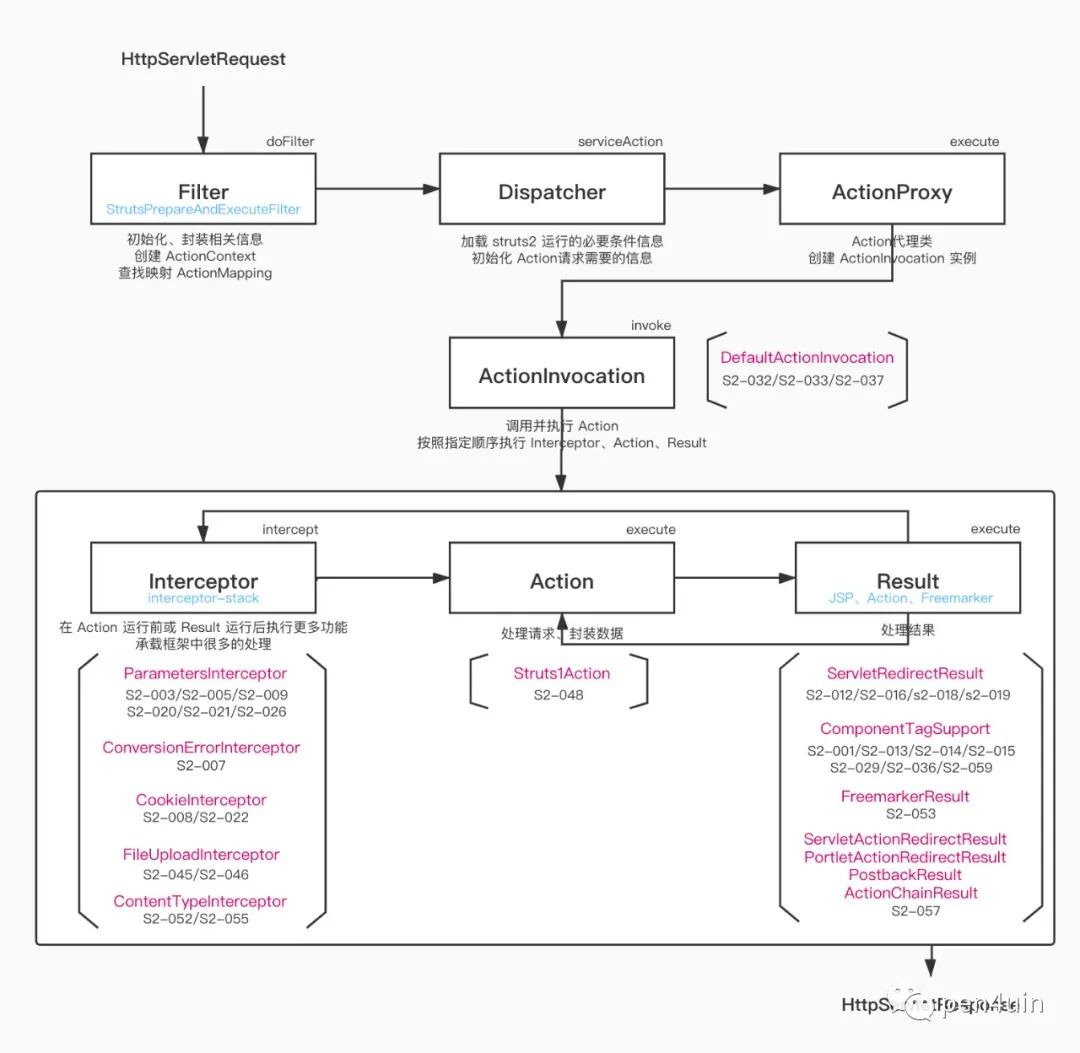 HttpServletRequest
doFilter
Filter
StrutsPrepareAndExecuteFilter
初始化、封装相关信息
创建 ActionContext
查找映射 ActionMapping
serviceAction
Dispatcher
加载 struts2 运行的必要条件信息
初始化 Action请求需要的信息
execute
ActionProxy
Action代理类
创建 ActionInvocation 实例
invoke
ActionInvocation
调用并执行 Action
按照指定顺序执行 Interceptor、Action、Result
DefaultActionInvocation
S2-032/S2-033/S2-037
intercept
Interceptor
interceptor-stack
在 Action 运行前或 Result 运行后执行更多功能
承载框架中很多的处理
ParametersInterceptor
S2-003/S2-005/S2-009
S2-020/S2-021/S2-026
ConversionErrorInterceptor
S2-007
CookieInterceptor
S2-008/S2-022
FileUploadInterceptor
S2-045/S2-046
ContentTypeInterceptor
S2-052/S2-055
execute
Action
处理请求、封装数据
Struts1Action
S2-048
execute
Result
JSP、Action、Freemarker
处理结果
ServletRedirectResult
S2-012/S2-016/s2-018/s2-019
ComponentTagSupport
S2-001/S2-013/S2-014/S2-015
S2-029/S2-036/S2-059
FreemarkerResult
S2-053
ServletActionRedirectResult
PortletActionRedirectResult
PostbackResult
ActionChainResult
S2-057
HttpServletResponse
pen4uin